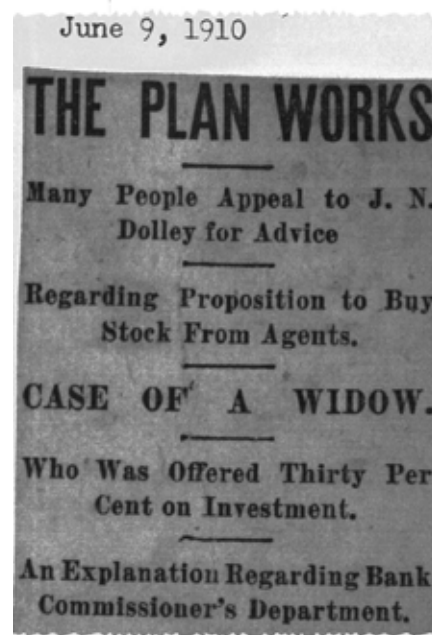 June 9, 1910
THE PLAN WORKS
Many People Appeal to J. N.
Dolley for Advice
Regarding Proposition to Buy
Stock From Agents.
CASE OF A WIDOW.
Who Was Offered Thirty Per
Cent on Investment.
An Explanation Regarding Bank
Commissioner's Department.